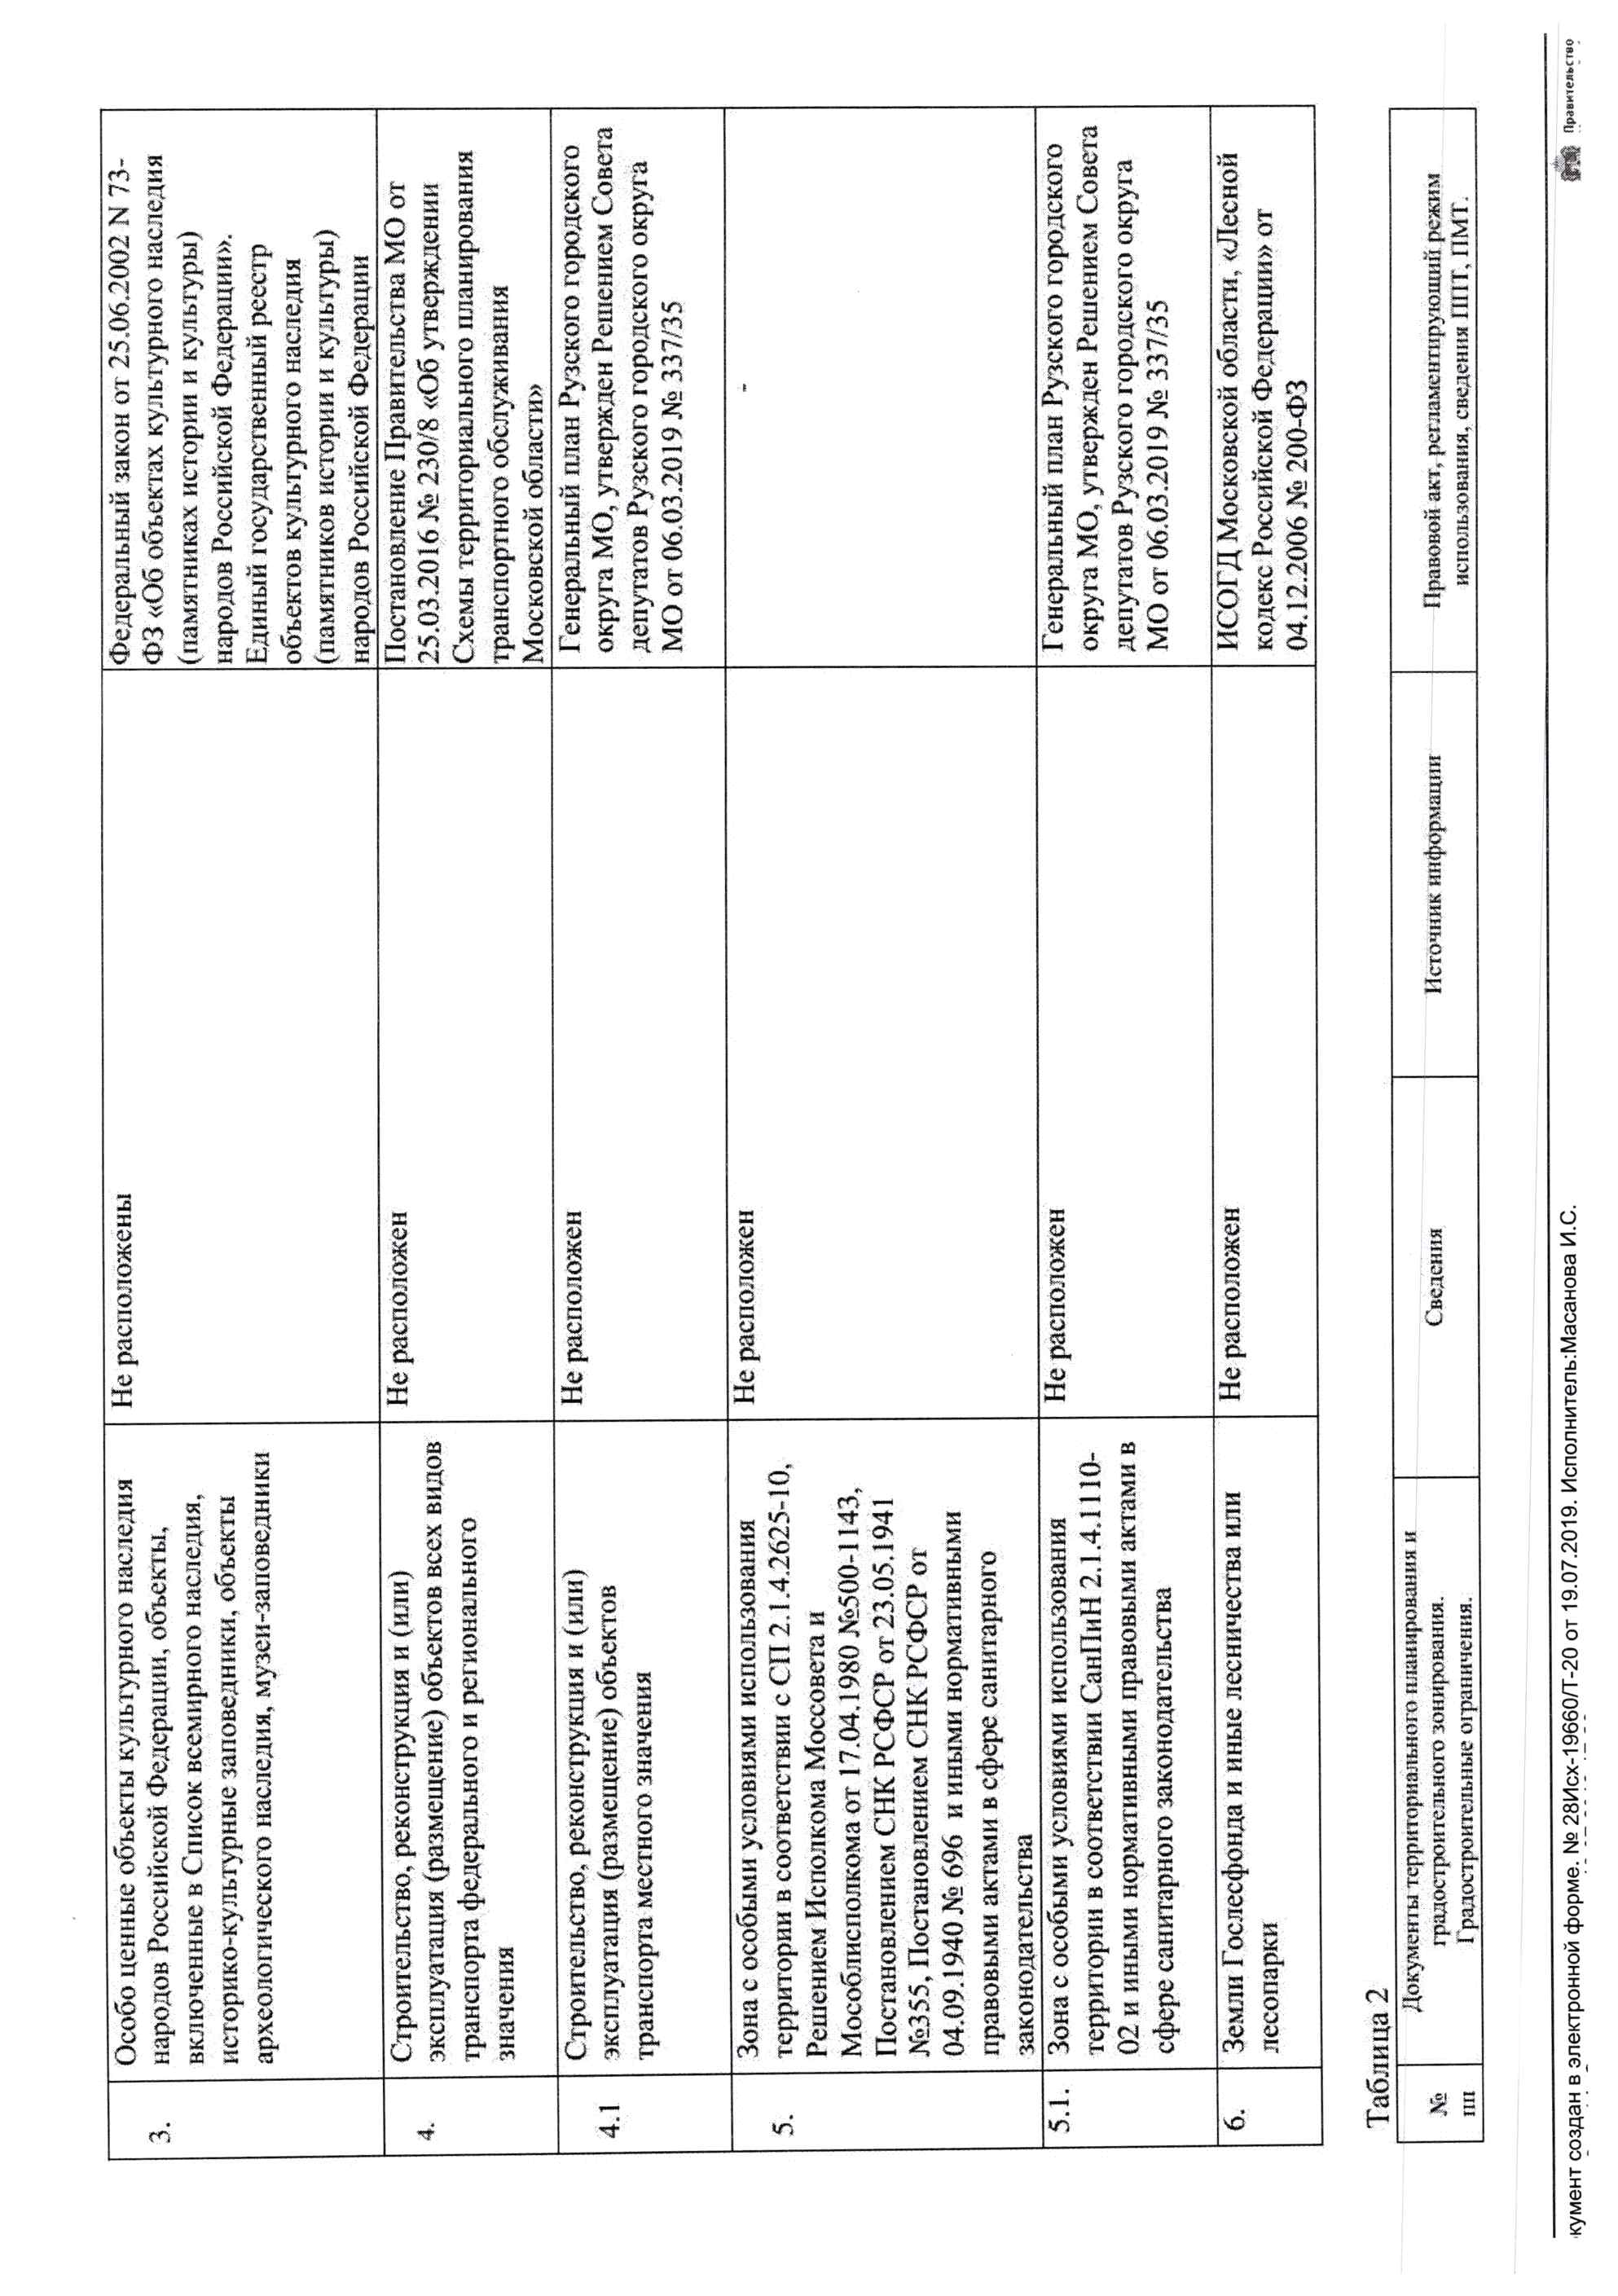 3.
Особо ценные объекты культурного наследия
народов Российской Федерации, объекты,
включенные в Список всемирного наследия,
историко-культурные заповедники, объекты
археологического наследия, музеи-заповедники
Не расположены
Федеральный закон от 25.06.2002 N 73-
ФЗ «Об объектах культурного наследия
(памятниках истории и культуры)
народов Российской Федерации».
Единый государственный реестр
объектов культурного наследия
(памятников истории и культуры)
народов Российской Федерации
4.
Строительство, реконструкция и (или)
эксплуатация (размещение) объектов всех видов
транспорта федерального и регионального
значения
Не расположен
Постановление Правительства МО от
25.03.2016 № 230/8 «Об утверждении
Схемы территориального планирования
транспортного обслуживания
Московской области»
4.1
Строительство, реконструкция и (или)
эксплуатация (размещение) объектов
транспорта местного значения
Не расположен
Генеральный план Рузского городского
округа МО, утвержден Решением Совета
депутатов Рузского городского округа
МО от 06.03.2019 № 337/35
5.
Зона с особыми условиями использования
территории в соответствии с СП 2.1.4.2625-10,
Решением Исполкома Моссовета и
Мособлисполкома от 17.04.1980 №500-1143,
Постановлением СНК РСФСР от 23.05.1941
№355, Постановлением СНК РСФСР от
04.09.1940 № 696 и иными нормативными
правовыми актами в сфере санитарного
законодательства
Не расположен
-
5.1.
Зона с особыми условиями использования
территории в соответствии СанПиН 2.1.4.1110-
02 и иными нормативными правовыми актами в
сфере санитарного законодательства
Не расположен
Генеральный план Рузского городского
округа МО, утвержден Решением Совета
депутатов Рузского городского округа
МО от 06.03.2019 № 337/35
6.
Земли Гослесфонда и иные лесничества или
лесопарки
Не расположен
ИСОГД Московской области, «Лесной
кодекс Российской Федерации» от
04.12.2006 № 200-ФЗ
Таблица 2
№
пп
Документы территориального планирования и
градостроительного зонирования.
Градостроительные ограничения.
Сведения
Источник информации
Правовой акт, регламентирующий режим
использования, сведения ППТ, ПМТ.
кумент создан в электронной форме. № 28Исх-19660/Т-20 от 19.07.2019. Исполнитель:Масанова И.С.
Правительство